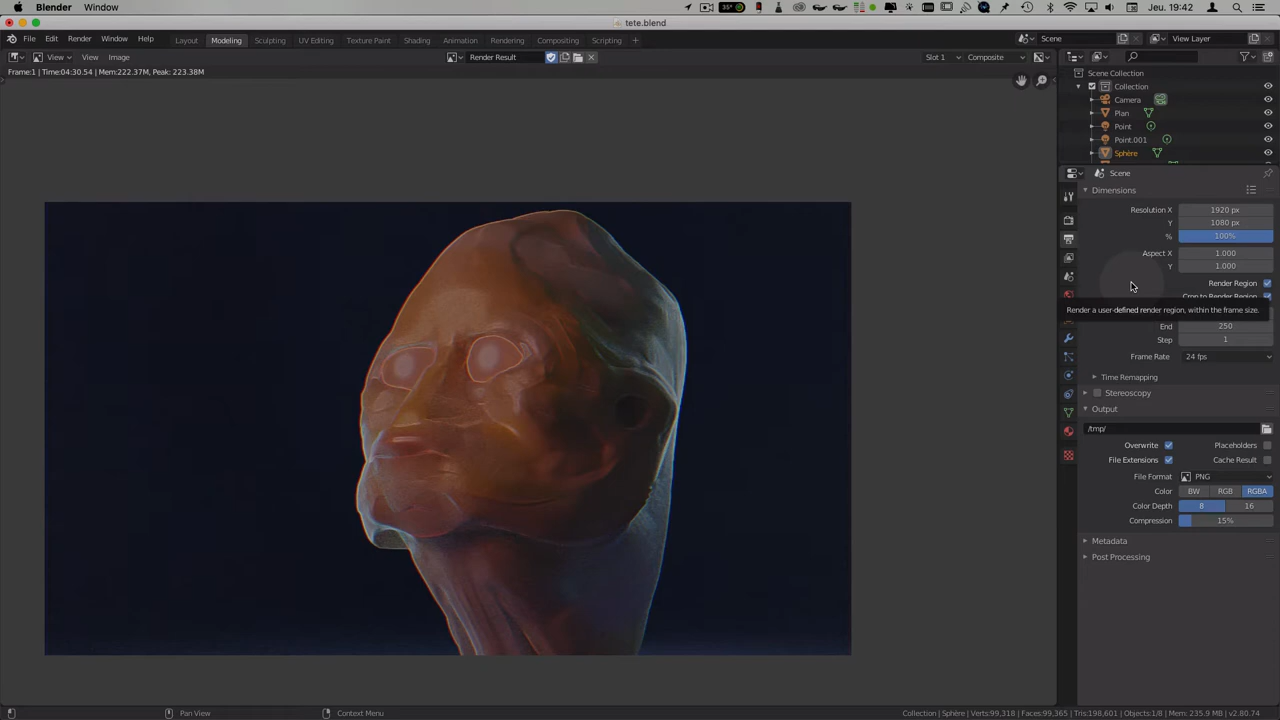 Blender Window 35° Jeu. 19:42
tete.blend
File Edit Render Window Help Layout Modeling Sculpting UV Editing Texture Paint Shading Animation Rendering Compositing Scripting + Scene View Layer
View View Image Render Result Slot 1 Composite
Frame:1 | Time:04:30.54 | Mem:222.37M, Peak: 223.38M
Scene Collection
Collection
Camera
Plan
Point
Point.001
Sphère
Scene
Dimensions
Resolution X 1920 px
Y 1080 px
% 100%
Aspect X 1.000
Y 1.000
Render Region
Crop to Render Region
Render a user-defined render region, within the frame size.
End 250
Step 1
Frame Rate 24 fps
Time Remapping
Stereoscopy
Output
/tmp/
Overwrite Placeholders
File Extensions Cache Result
File Format PNG
Color BW RGB RGBA
Color Depth 8 16
Compression 15%
Metadata
Post Processing
Pan View Context Menu Collection | Sphère | Verts:99,318 | Faces:99,365 | Tris:198,601 | Objects:1/8 | Mem: 235.9 MB | v2.80.74